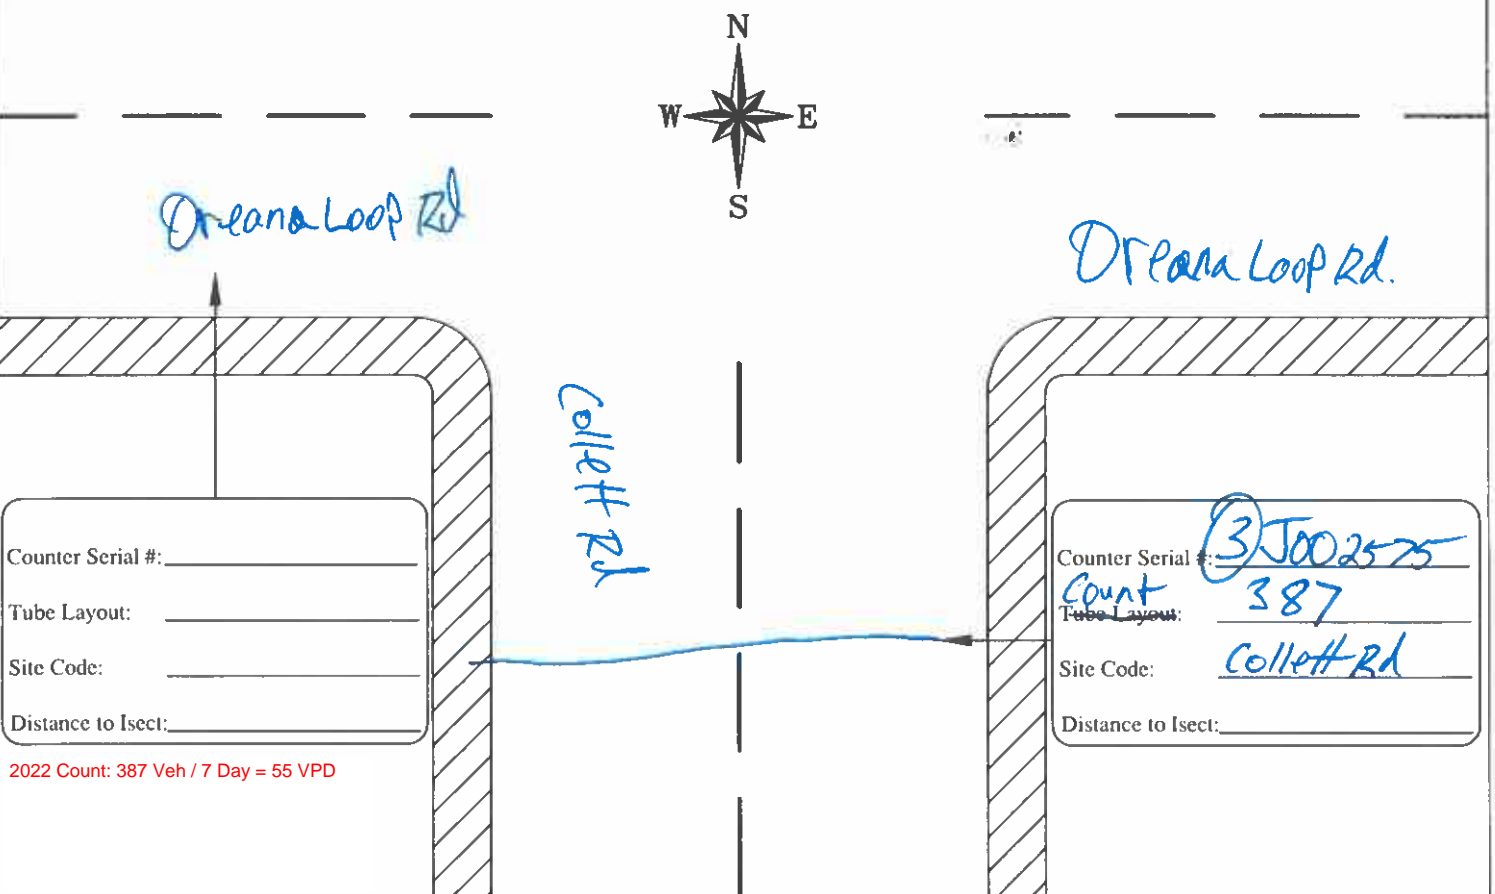 N
W E
S
Oreana Loop Rd
Oreana Loop Rd.
Collett Rd
Counter Serial #:
Tube Layout:
Site Code:
Distance to Isect:
Counter Serial #: 3 J002575
Count
Tube Layout: 387
Site Code: Collett Rd
Distance to Isect:
2022 Count: 387 Veh / 7 Day = 55 VPD